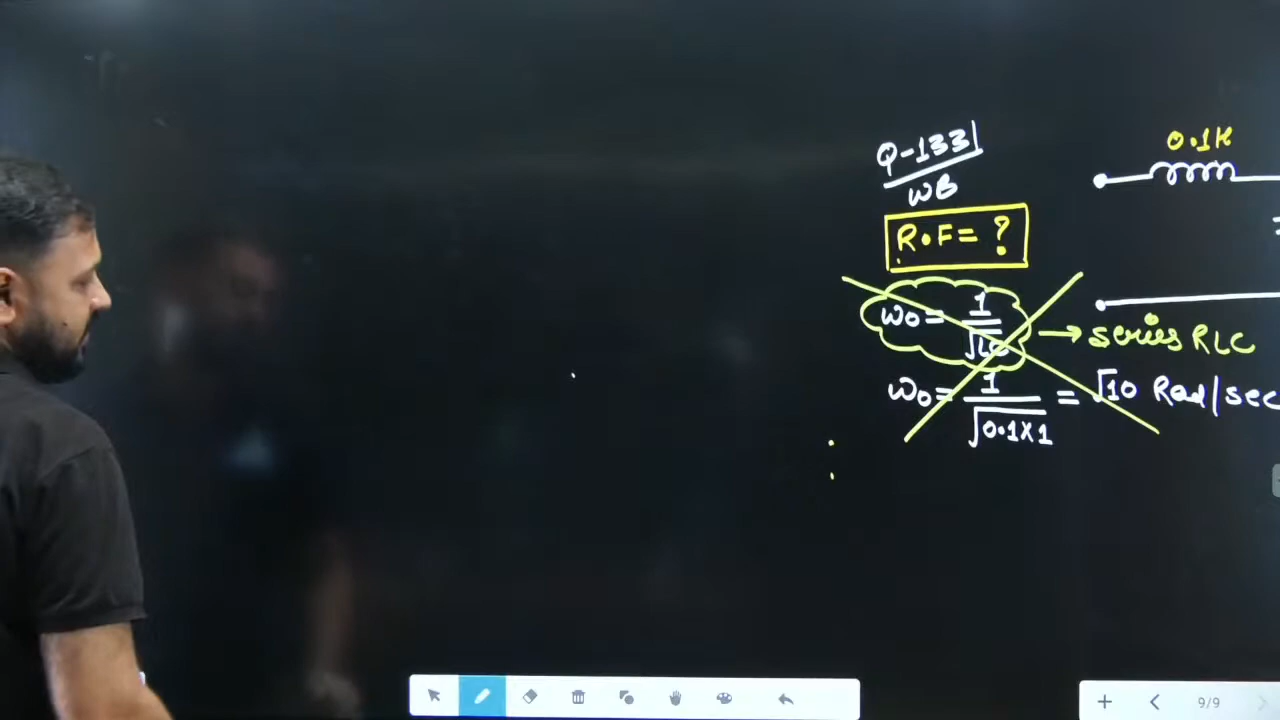 Q-133
WB
R.F = ?
0.1H
ω₀ = 1/√LC → series RLC
ω₀ = 1/√0.1×1 = √10 Rad/sec
9/9